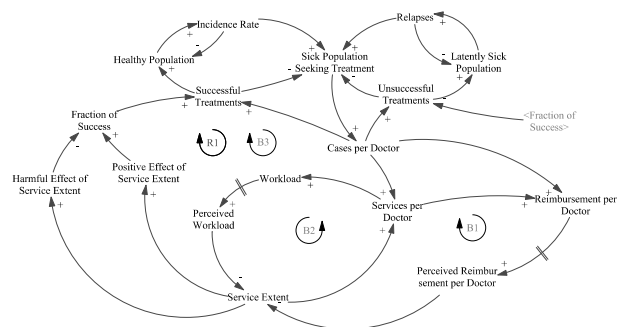 Incidence Rate
Relapses
Healthy Population
Sick Population
Seeking Treatment
Latently Sick
Population
Successful
Treatments
Unsuccessful
Treatments
Fraction of
Success
<Fraction of
Success>
R1
B3
Cases per Doctor
Harmful Effect of
Service Extent
Positive Effect of
Service Extent
Workload
Perceived
Workload
B2
Services per
Doctor
B1
Reimbursement per
Doctor
Perceived Reimbur
sement per Doctor
Service Extent